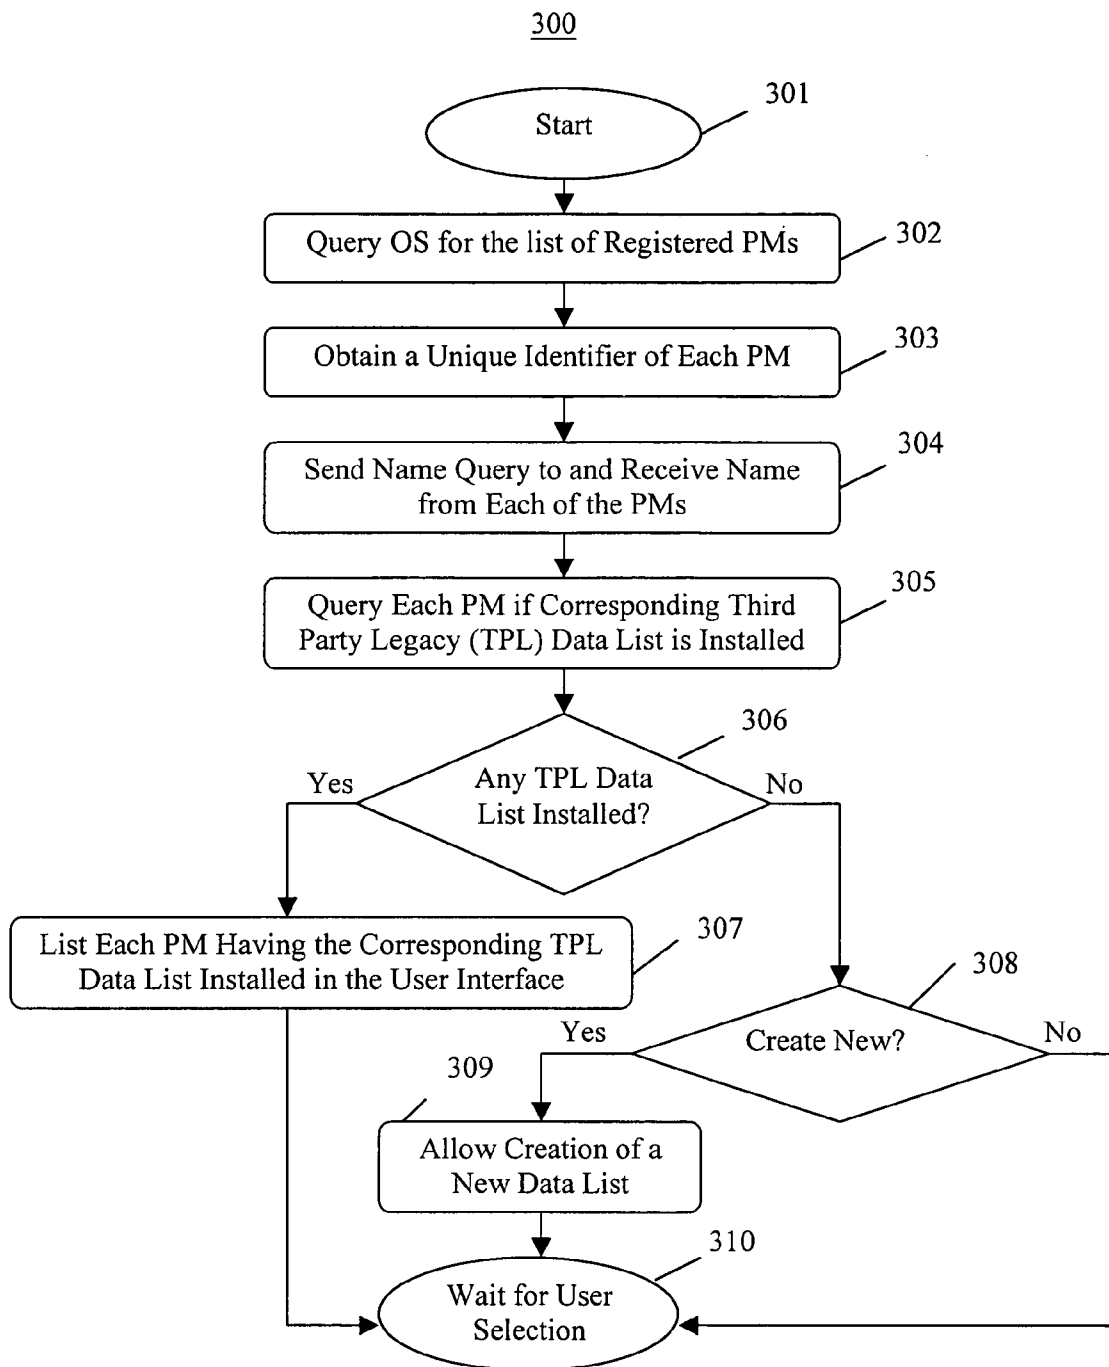 300
301
Start
Query OS for the list of Registered PMs
302
303
Obtain a Unique Identifier of Each PM
304
Send Name Query to and Receive Name
from Each of the PMs
305
Query Each PM if Corresponding Third
Party Legacy (TPL) Data List is Installed
306
Any TPL Data
List Installed?
Yes
No
List Each PM Having the Corresponding TPL
Data List Installed in the User Interface
307
308
Create New?
Yes
No
309
Allow Creation of a
New Data List
310
Wait for User
Selection